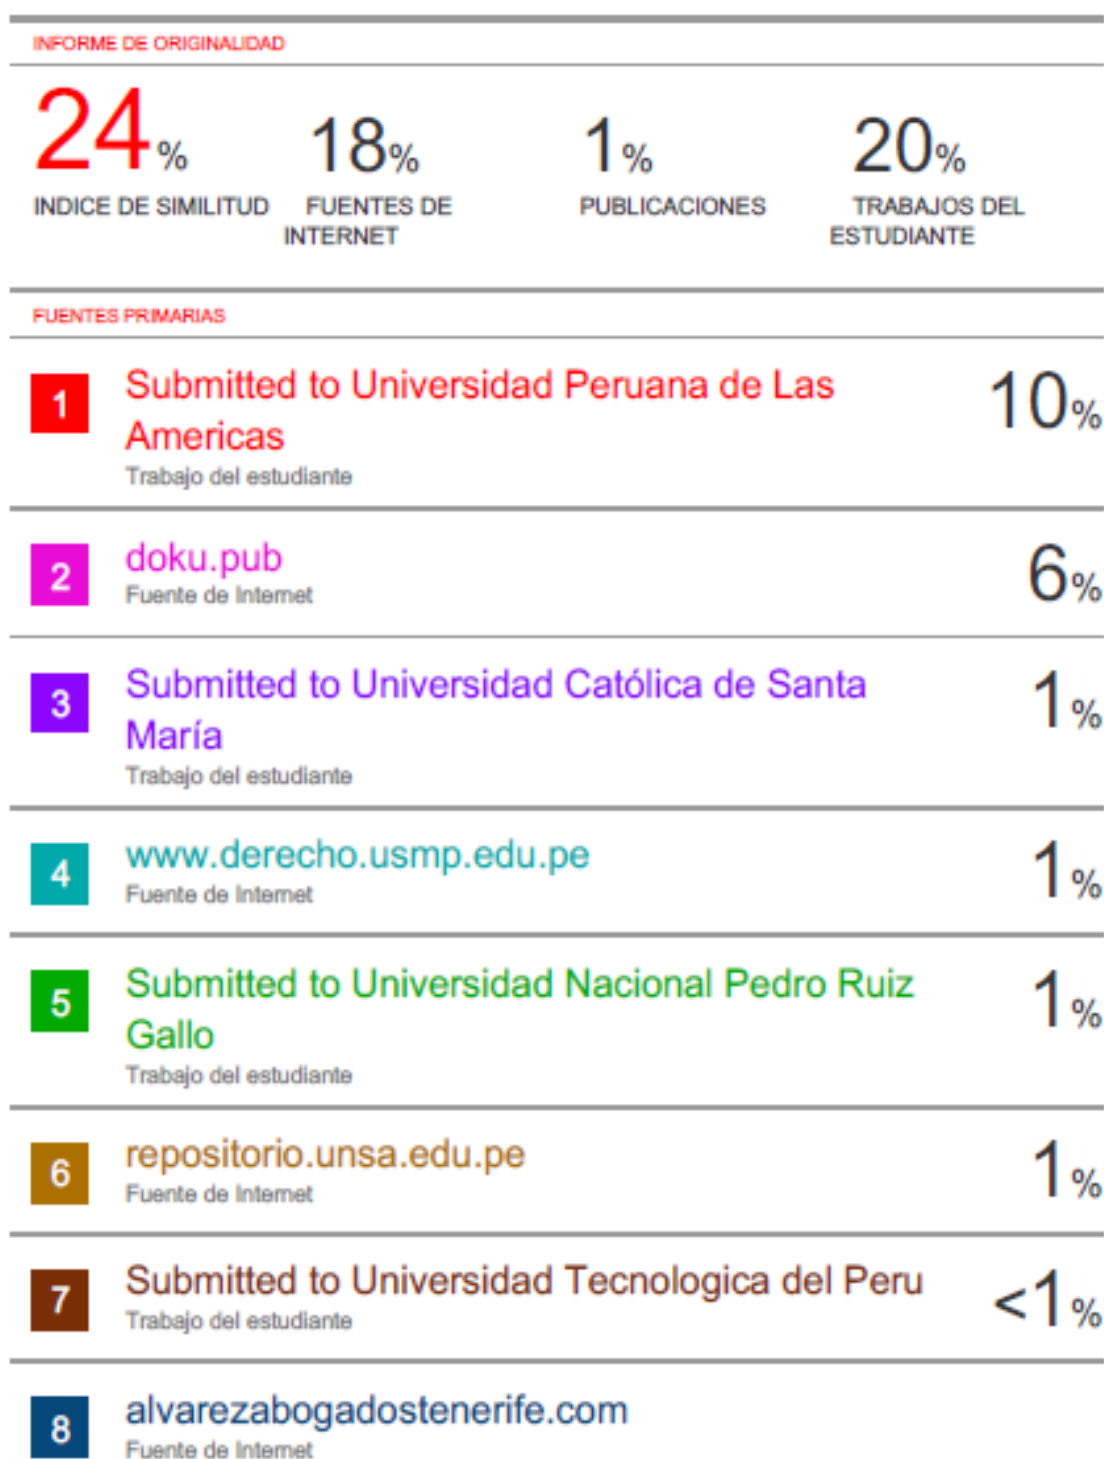 INFORME DE ORIGINALIDAD
24%
18%
1%
20%
INDICE DE SIMILITUD
FUENTES DE
INTERNET
PUBLICACIONES
TRABAJOS DEL
ESTUDIANTE
FUENTES PRIMARIAS
1
Submitted to Universidad Peruana de Las
Americas
Trabajo del estudiante
10%
2
doku.pub
Fuente de Internet
6%
3
Submitted to Universidad Católica de Santa
María
Trabajo del estudiante
1%
4
www.derecho.usmp.edu.pe
Fuente de Internet
1%
5
Submitted to Universidad Nacional Pedro Ruiz
Gallo
Trabajo del estudiante
1%
6
repositorio.unsa.edu.pe
Fuente de Internet
1%
7
Submitted to Universidad Tecnologica del Peru
Trabajo del estudiante
<1%
8
alvarezabogadostenerife.com
Fuente de Internet